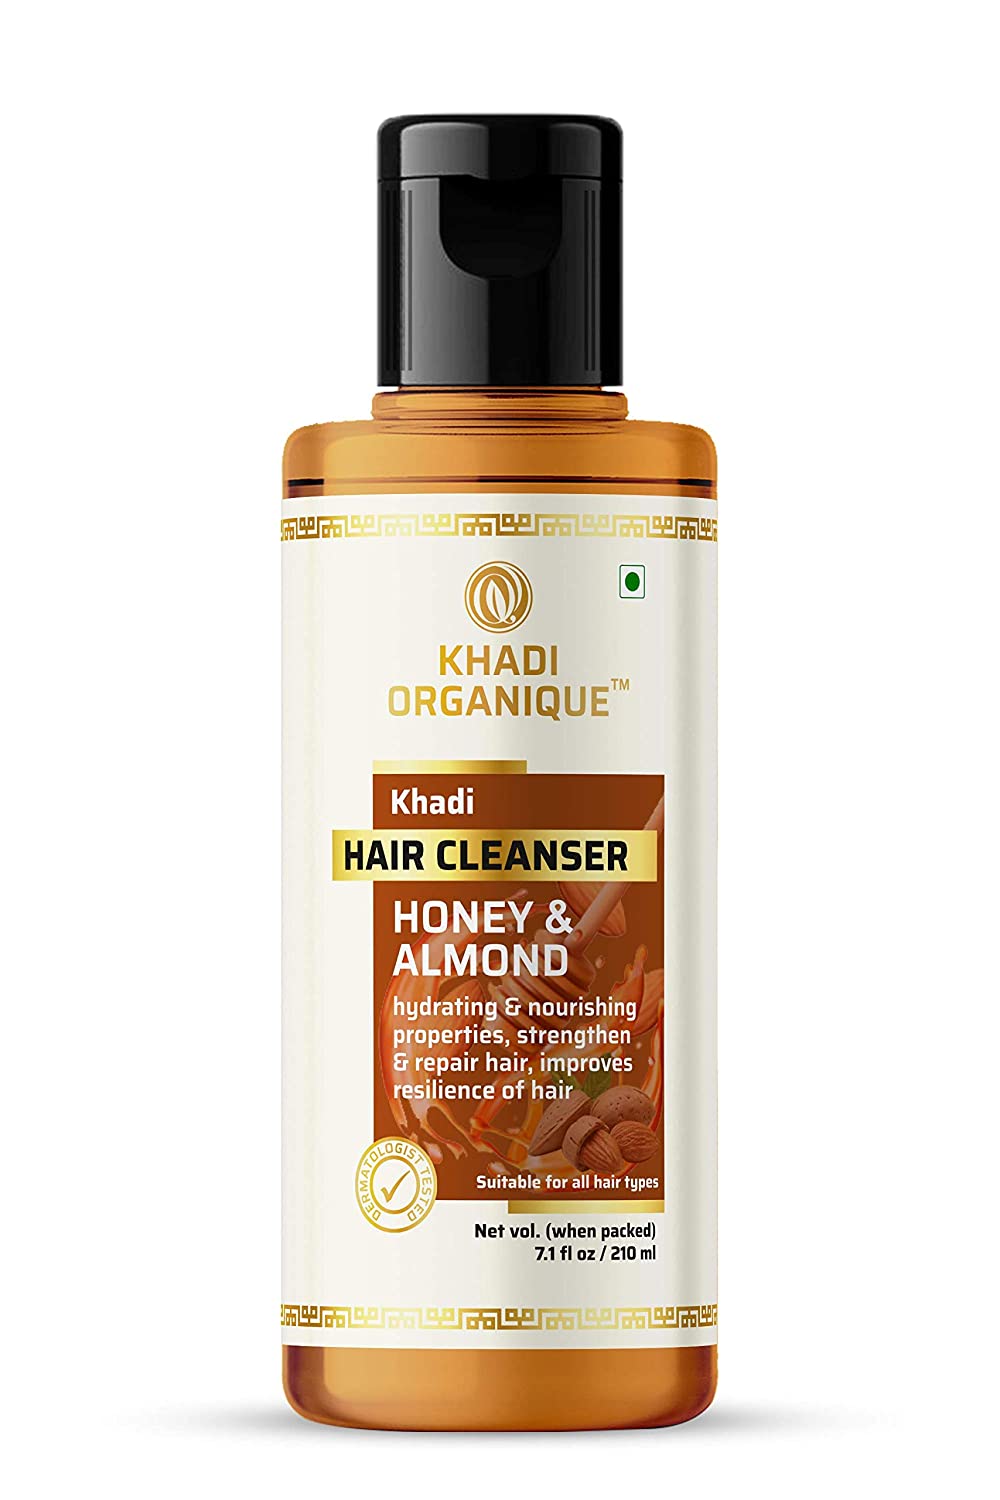 KHADI
ORGANIQUE™
Khadi
HAIR CLEANSER
HONEY &
ALMOND
hydrating & nourishing
properties, strengthen
& repair hair, improves
resilience of hair
DERMATOLOGIST TESTED
Suitable for all hair types
Net vol. (when packed)
7.1 fl oz / 210 ml